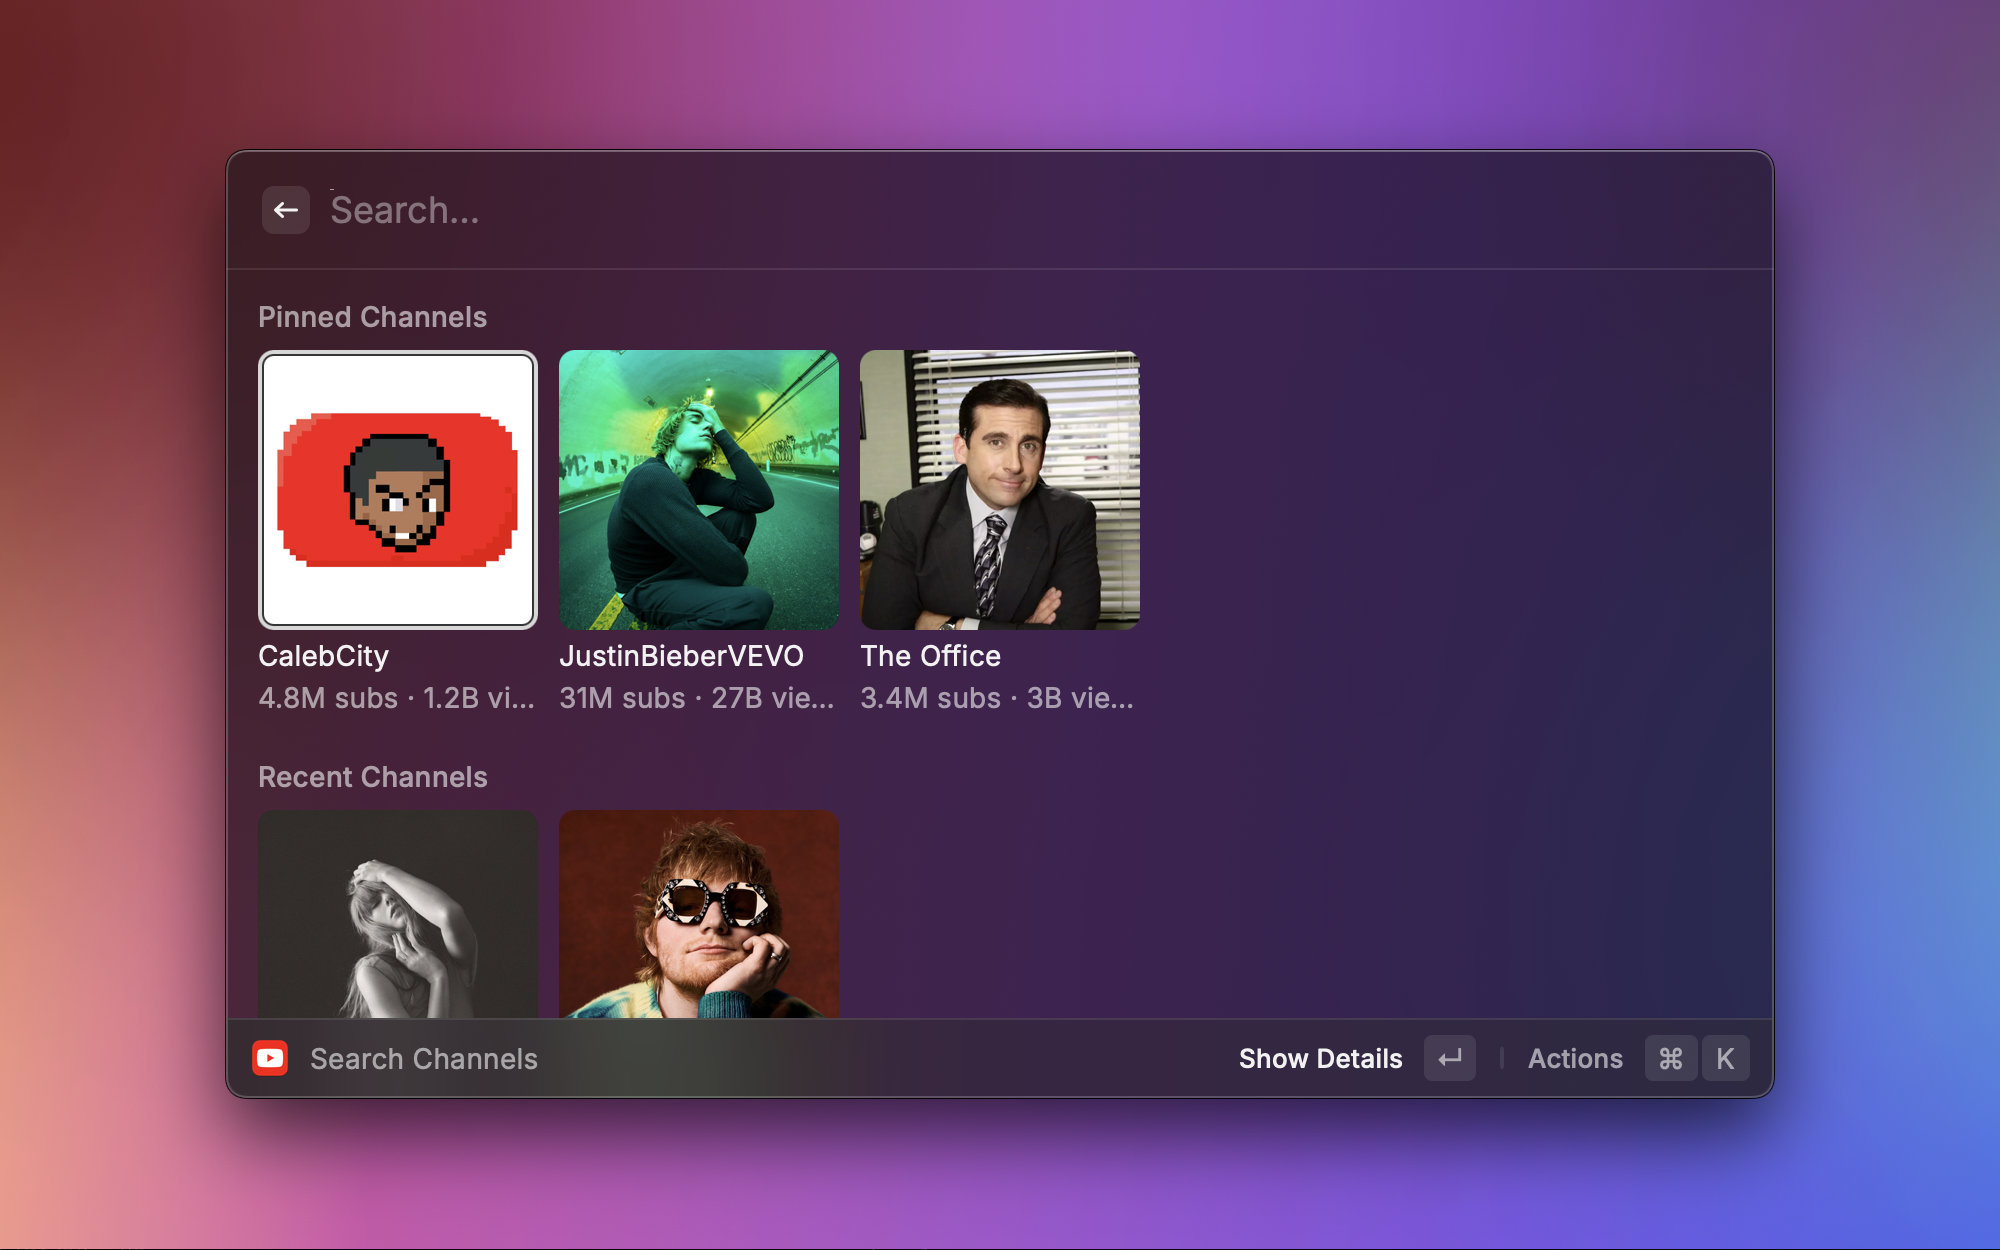 Search...
Pinned Channels
CalebCity
4.8M subs · 1.2B vi...
JustinBieberVEVO
31M subs · 27B vie...
The Office
3.4M subs · 3B vie...
Recent Channels
Search Channels
Show Details
Actions
⌘ K